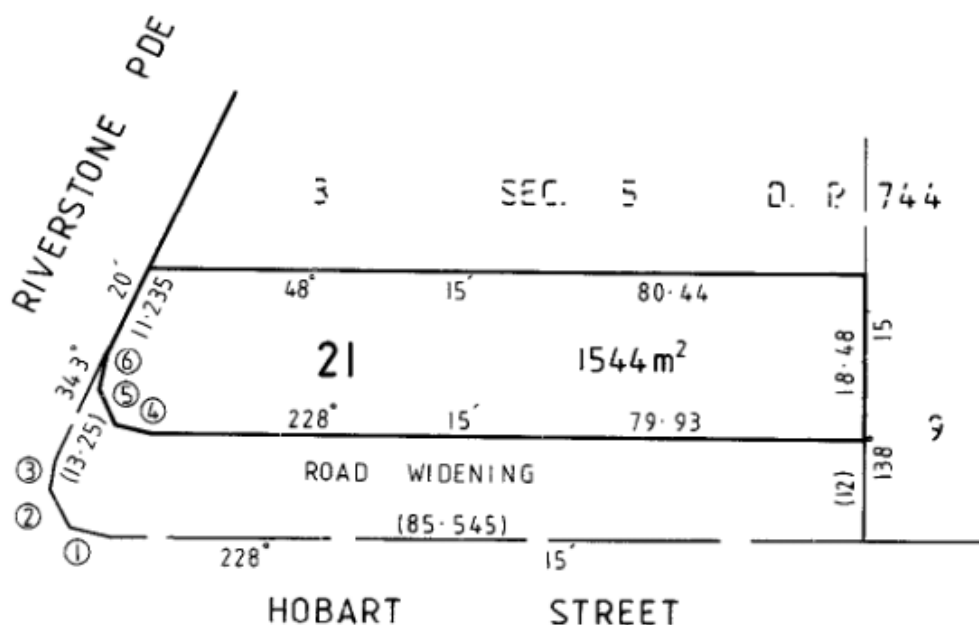 RIVERSTONE PDE
SEC. 5 D. P. 744
20′
11·235
48° 15′ 80·44
15
343°
⑥
21 1544m²
18·48
⑤
④
228° 15′ 79·93
9
(13·25)
③
ROAD WIDENING
(12)
138
②
(85·545)
①
228° 15′
HOBART STREET